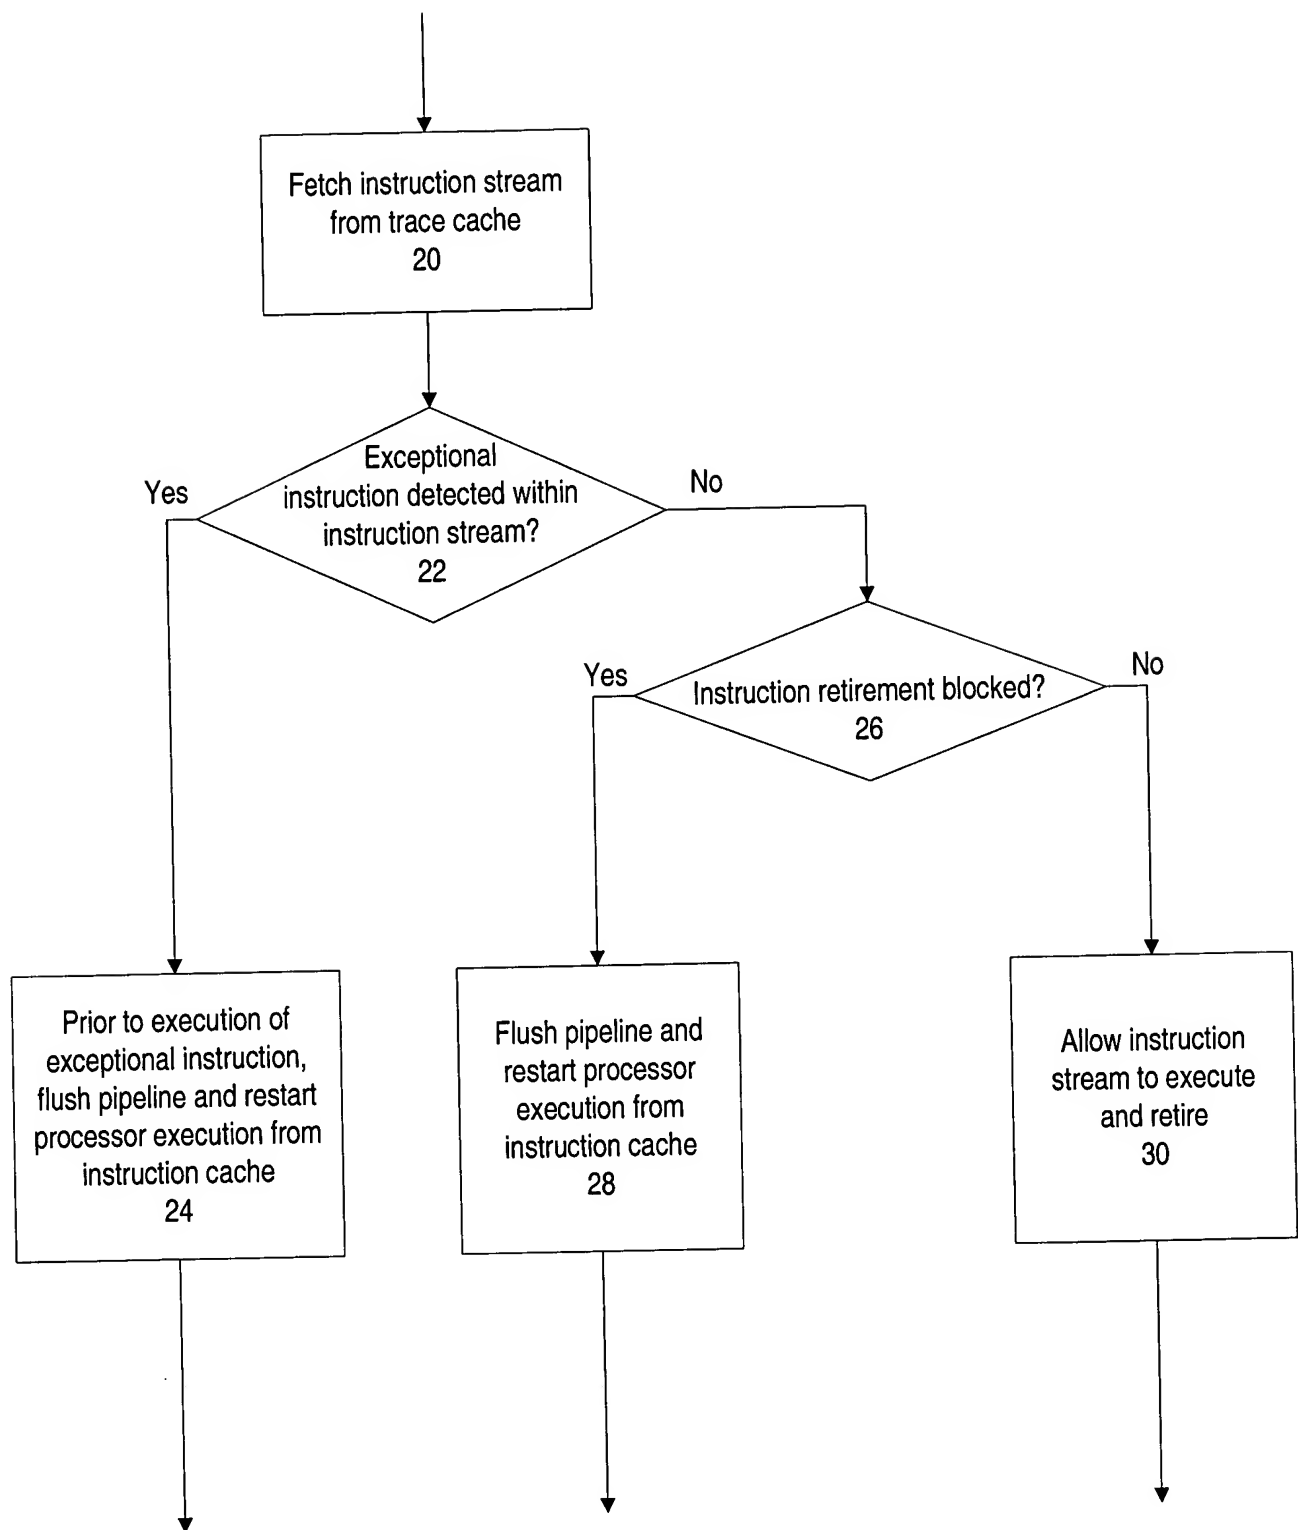 Fetch instruction stream
from trace cache
20
Exceptional
instruction detected within
instruction stream?
22
Yes
No
Instruction retirement blocked?
26
Yes
No
Prior to execution of
exceptional instruction,
flush pipeline and restart
processor execution from
instruction cache
24
Flush pipeline and
restart processor
execution from
instruction cache
28
Allow instruction
stream to execute
and retire
30